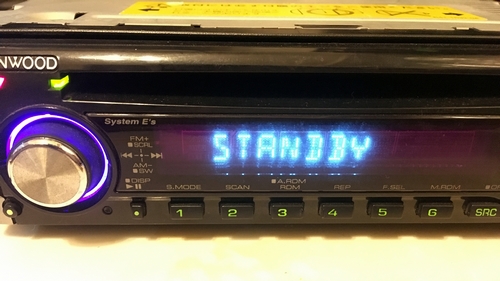 NWOOD
System E's
STANDBY
FM+
SCRL
AM-
SW
DISP
S.MODE
SCAN
A.RDM
RDM
REP
F.SEL
M.RDM
1
2
3
4
5
6
SRC